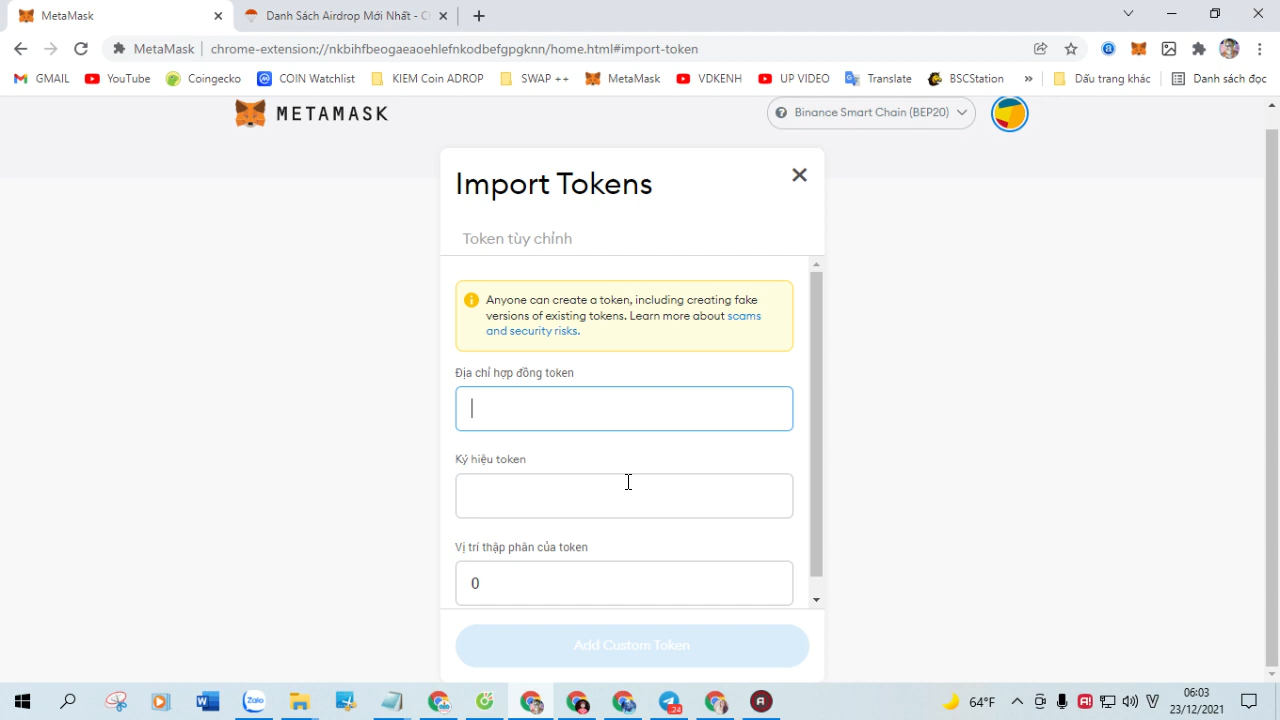 MetaMask
Danh Sách Airdrop Mới Nhất - C
MetaMask
chrome-extension://nkbihfbeogaeaoehlefnkodbefgpgknn/home.html#import-token
GMAIL
YouTube
Coingecko
COIN Watchlist
KIEM Coin ADROP
SWAP ++
MetaMask
VDKENH
UP VIDEO
Translate
BSCStation
»
Dấu trang khác
Danh sách đọc
METAMASK
Binance Smart Chain (BEP20)
Import Tokens
Token tùy chỉnh
Anyone can create a token, including creating fake
versions of existing tokens. Learn more about scams
and security risks.
Địa chỉ hợp đồng token
Ký hiệu token
Vị trí thập phân của token
0
Add Custom Token
Zalo
24
64°F
06:03
23/12/2021